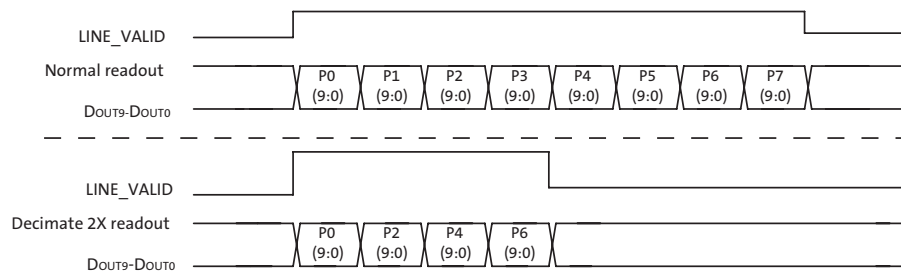 LINE_VALID
Normal readout
P0 P1 P2 P3 P4 P5 P6 P7
(9:0) (9:0) (9:0) (9:0) (9:0) (9:0) (9:0) (9:0)
DOUT9-DOUT0
LINE_VALID
Decimate 2X readout
P0 P2 P4 P6
(9:0) (9:0) (9:0) (9:0)
DOUT9-DOUT0